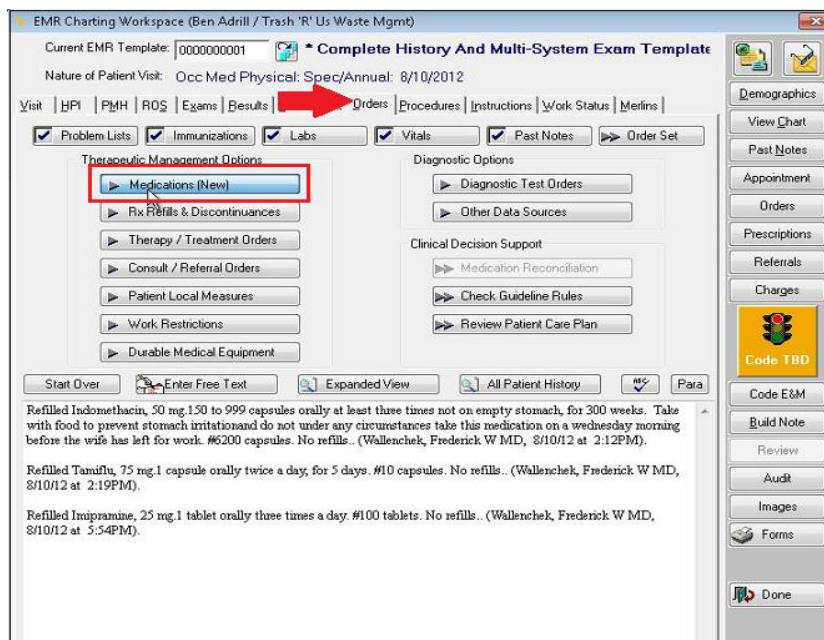 EMR Charting Workspace (Ben Adrill / Trash 'R' Us Waste Mgmt)
Current EMR Template: 0000000001 * Complete History And Multi-System Exam Template
Nature of Patient Visit: Occ Med Physical: Spec/Annual: 8/10/2012
Visit HPI PMH ROS Exams Results Orders Procedures Instructions Work Status Merlins
Problem Lists Immunizations Labs Vitals Past Notes Order Set
Therapeutic Management Options
Medications (New)
Rx Refills & Discontinuances
Therapy / Treatment Orders
Consult / Referral Orders
Patient Local Measures
Work Restrictions
Durable Medical Equipment
Diagnostic Options
Diagnostic Test Orders
Other Data Sources
Clinical Decision Support
Medication Reconciliation
Check Guideline Rules
Review Patient Care Plan
Start Over Enter Free Text Expanded View All Patient History ABC Para
Refilled Indomethacin, 50 mg.150 to 999 capsules orally at least three times not on empty stomach, for 300 weeks. Take
with food to prevent stomach irritationand do not under any circumstances take this medication on a wednesday morning
before the wife has left for work. #6200 capsules. No refills.. (Wallenchek, Frederick W MD, 8/10/12 at 2:12PM).
Refilled Tamiflu, 75 mg.1 capsule orally twice a day, for 5 days. #10 capsules. No refills.. (Wallenchek, Frederick W MD,
8/10/12 at 2:19PM).
Refilled Imipramine, 25 mg.1 tablet orally three times a day. #100 tablets. No refills.. (Wallenchek, Frederick W MD,
8/10/12 at 5:54PM).
Demographics
View Chart
Past Notes
Appointment
Orders
Prescriptions
Referrals
Charges
Code TBD
Code E&M
Build Note
Review
Audit
Images
Forms
Done